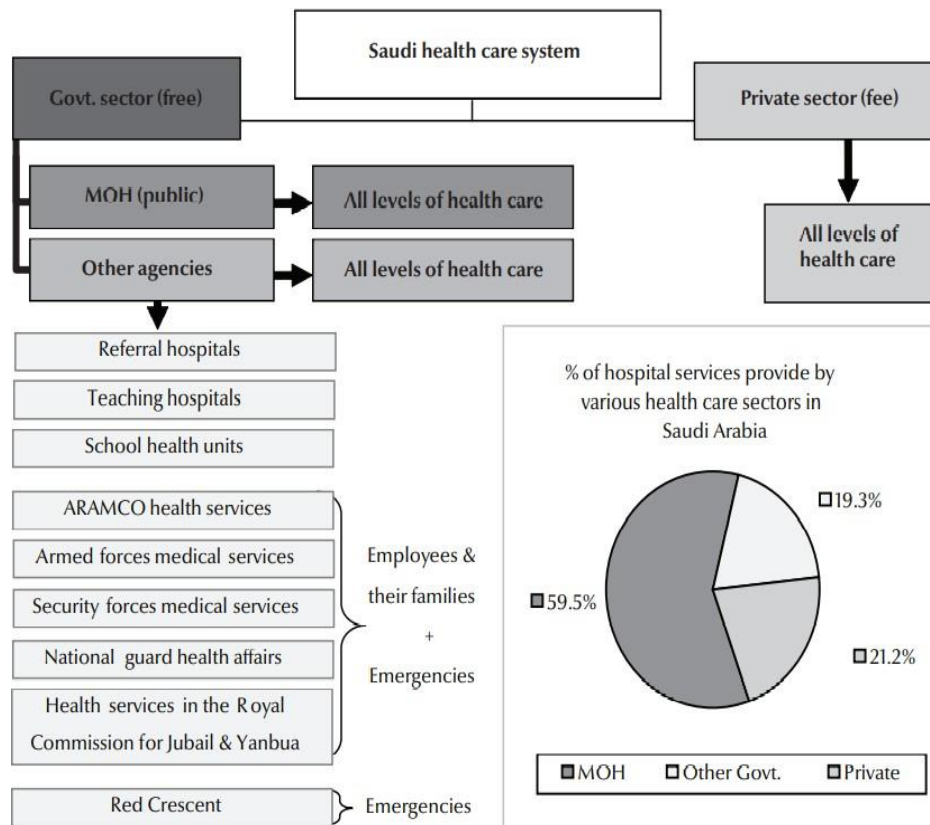 Saudi health care system
Govt. sector (free)
Private sector (fee)
MOH (public)
All levels of health care
Other agencies
All levels of health care
All levels of
health care
Referral hospitals
Teaching hospitals
School health units
ARAMCO health services
Armed forces medical services
Security forces medical services
National guard health affairs
Health services in the Royal
Commission for Jubail & Yanbua
Employees &
their families
+
Emergencies
Red Crescent
Emergencies
% of hospital services provide by
various health care sectors in
Saudi Arabia
19.3%
59.5%
21.2%
MOH
Other Govt.
Private